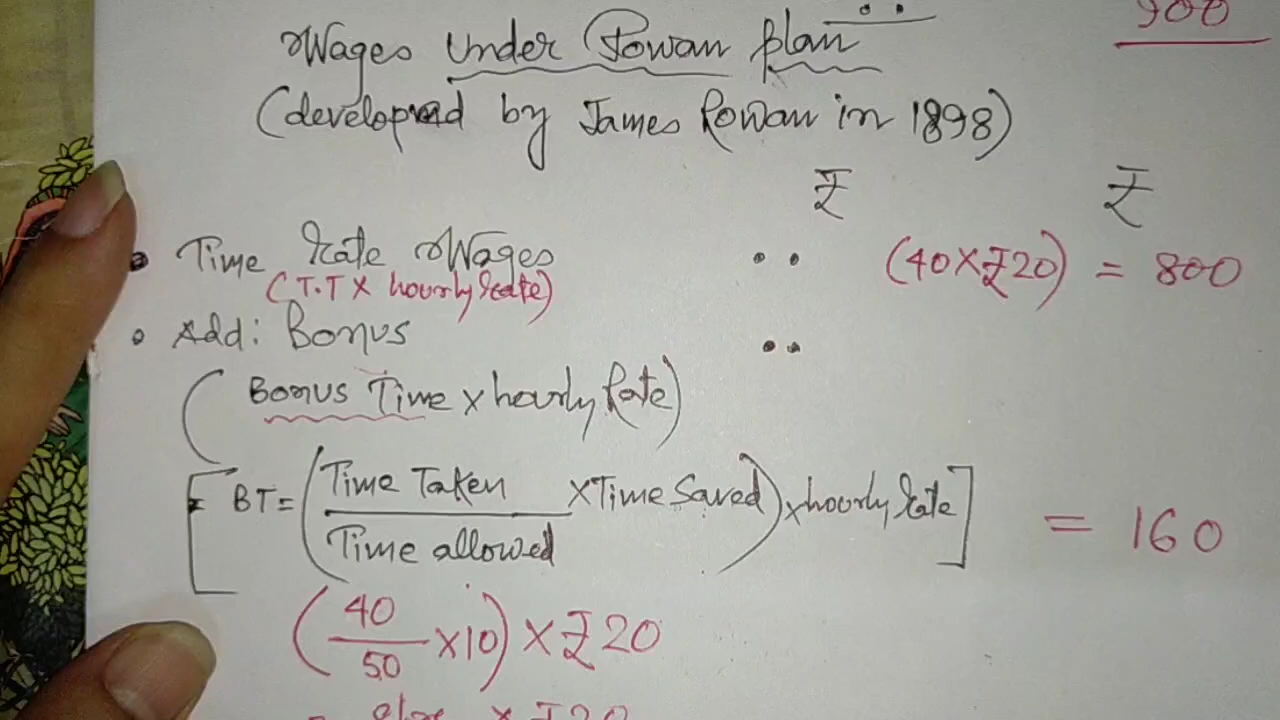 900
Wages Under Rowan plan ..
(developed by James Rowan in 1898)
₹ ₹
• Time Rate Wages .. (40×₹20) = 800
(T.T × hourly rate)
• Add: Bonus ..
(Bonus Time × hourly Rate)
[= BT = (Time Taken / Time allowed × Time Saved) × hourly rate] = 160
(40 / 50 × 10) × ₹20
× ₹20